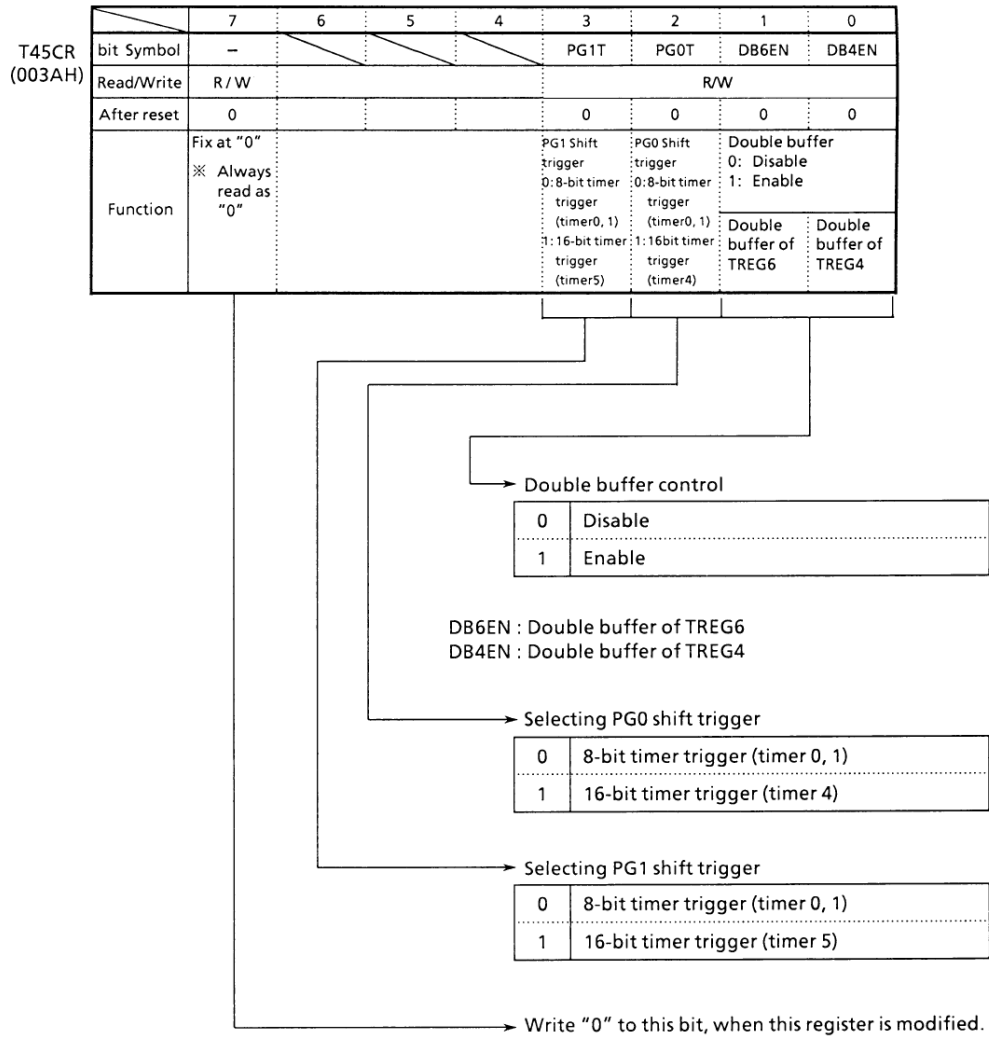 7 6 5 4 3 2 1 0
T45CR
(003AH)
bit Symbol – PG1T PG0T DB6EN DB4EN
Read/Write R/W R/W
After reset 0 0 0 0 0
Function
Fix at "0"
※ Always
read as
"0"
PG1 Shift
trigger
0:8-bit timer
trigger
(timer0, 1)
1:16-bit timer
trigger
(timer5)
PG0 Shift
trigger
0:8-bit timer
trigger
(timer0, 1)
1:16bit timer
trigger
(timer4)
Double buffer
0: Disable
1: Enable
Double
buffer of
TREG6
Double
buffer of
TREG4
Double buffer control
0 Disable
1 Enable
DB6EN : Double buffer of TREG6
DB4EN : Double buffer of TREG4
Selecting PG0 shift trigger
0 8-bit timer trigger (timer 0, 1)
1 16-bit timer trigger (timer 4)
Selecting PG1 shift trigger
0 8-bit timer trigger (timer 0, 1)
1 16-bit timer trigger (timer 5)
Write "0" to this bit, when this register is modified.